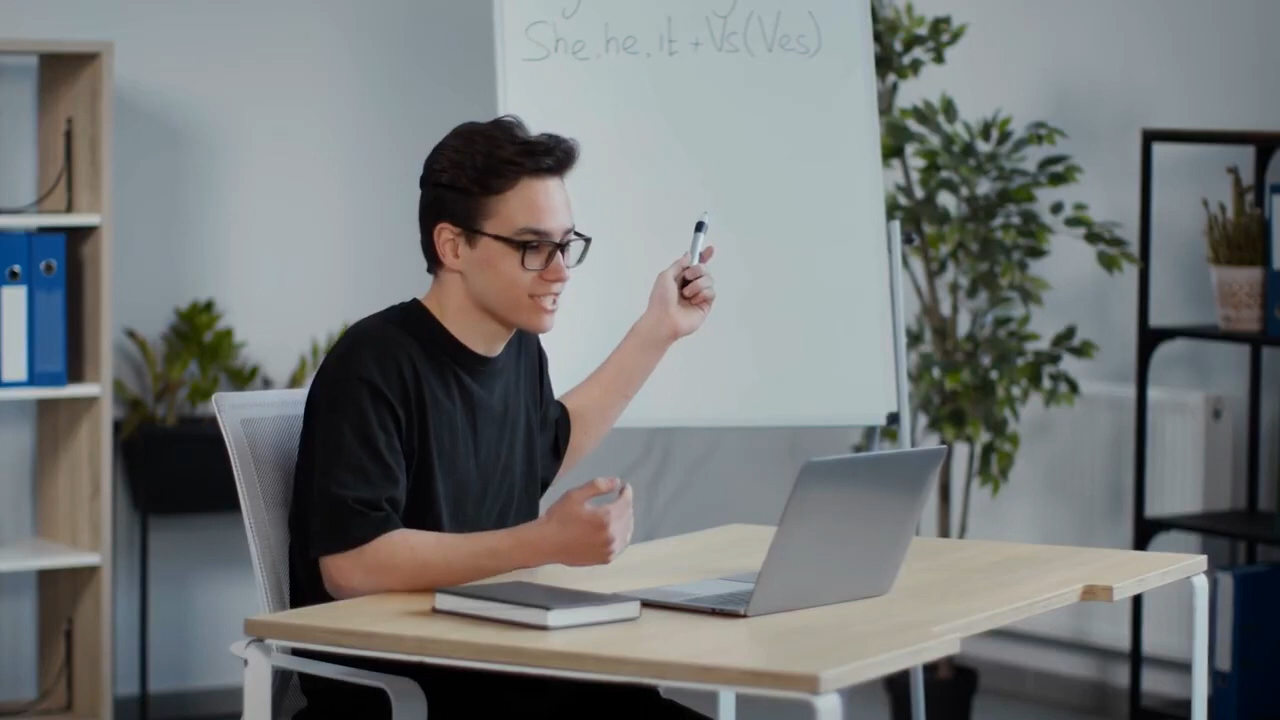 She, he, it + Vs(Ves)